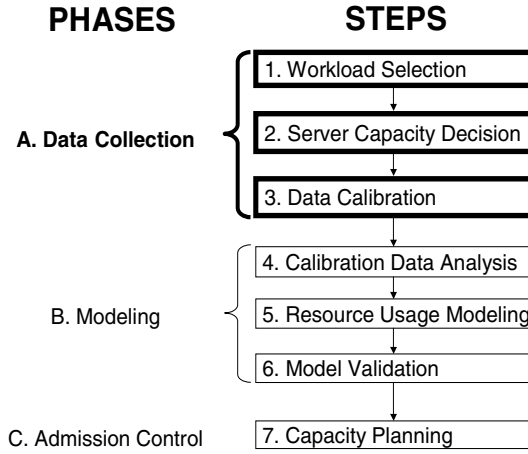 PHASES STEPS
1. Workload Selection
A. Data Collection 2. Server Capacity Decision
3. Data Calibration
4. Calibration Data Analysis
B. Modeling 5. Resource Usage Modeling
6. Model Validation
C. Admission Control 7. Capacity Planning